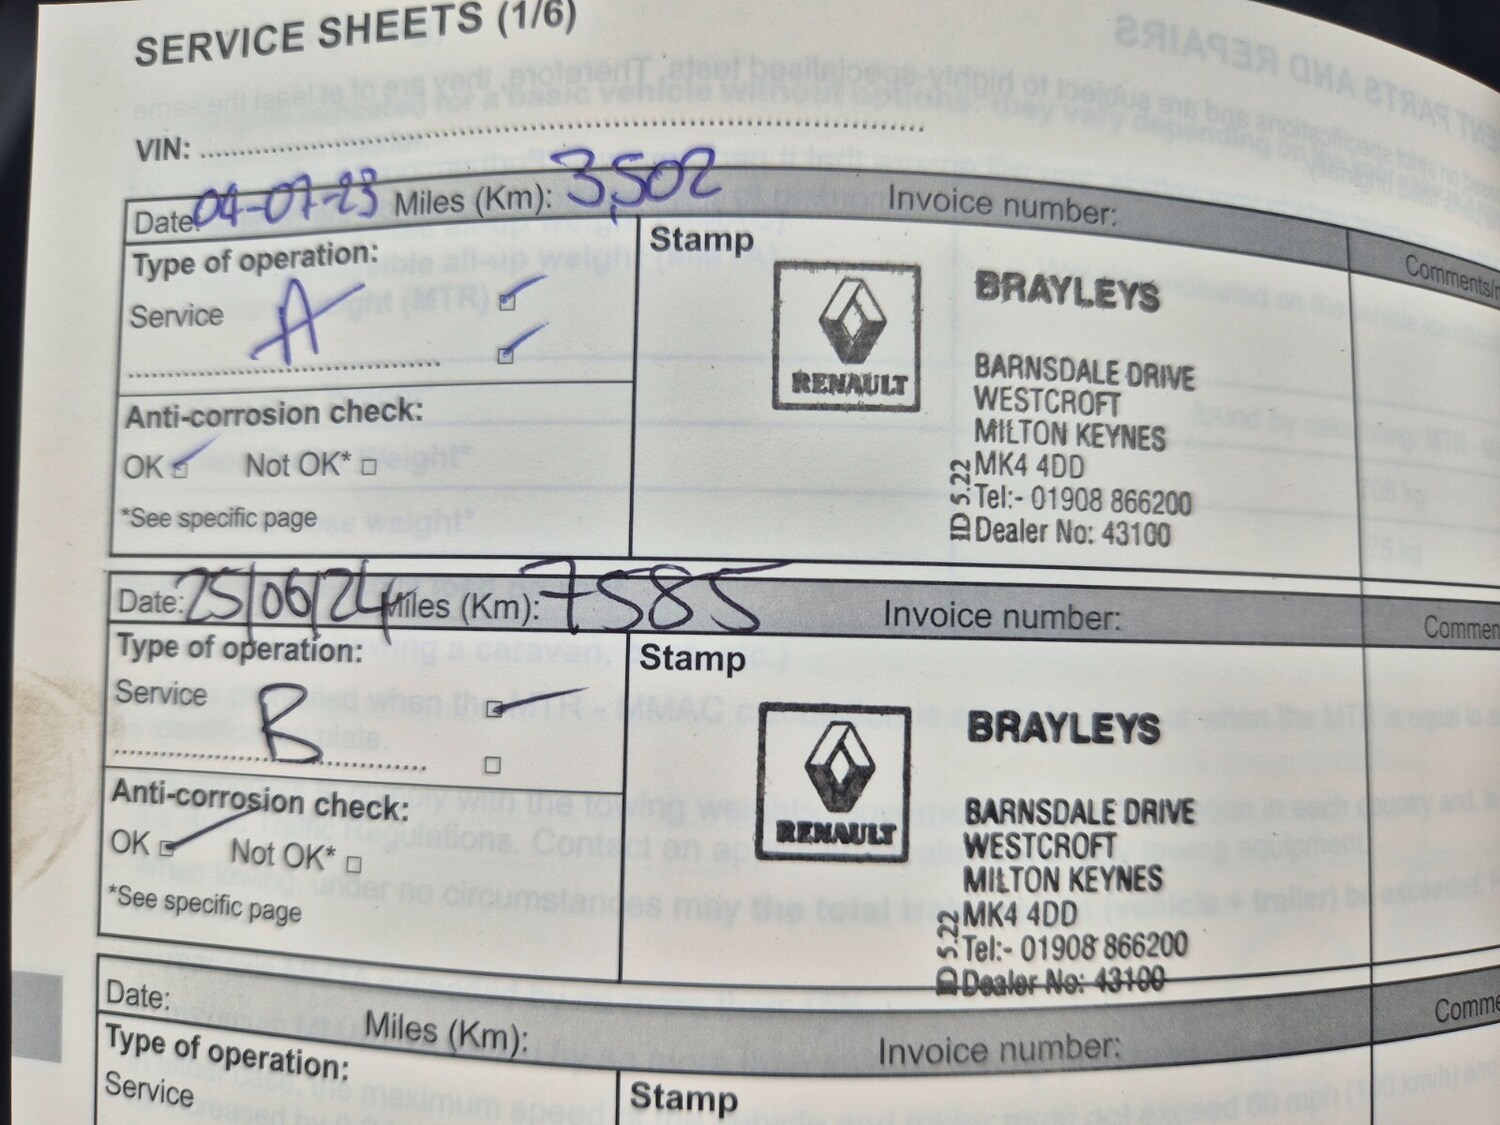 SERVICE SHEETS (1/6)
VIN:
Date: 04-07-23 Miles (Km): 3,502 Invoice number:
Comments/
Type of operation:
Service A
Stamp
RENAULT
BRAYLEYS
BARNSDALE DRIVE
WESTCROFT
MILTON KEYNES
MK4 4DD
Tel:- 01908 866200
Dealer No: 43100
ID 5.22
Anti-corrosion check:
OK Not OK*
*See specific page
Date: 25/06/24 Miles (Km): 7585 Invoice number:
Commen
Type of operation:
Service B
Stamp
RENAULT
BRAYLEYS
BARNSDALE DRIVE
WESTCROFT
MILTON KEYNES
MK4 4DD
Tel:- 01908 866200
Dealer No: 43100
ID 5.22
Anti-corrosion check:
OK Not OK*
*See specific page
Date: Miles (Km): Invoice number:
Comme
Type of operation:
Service
Stamp